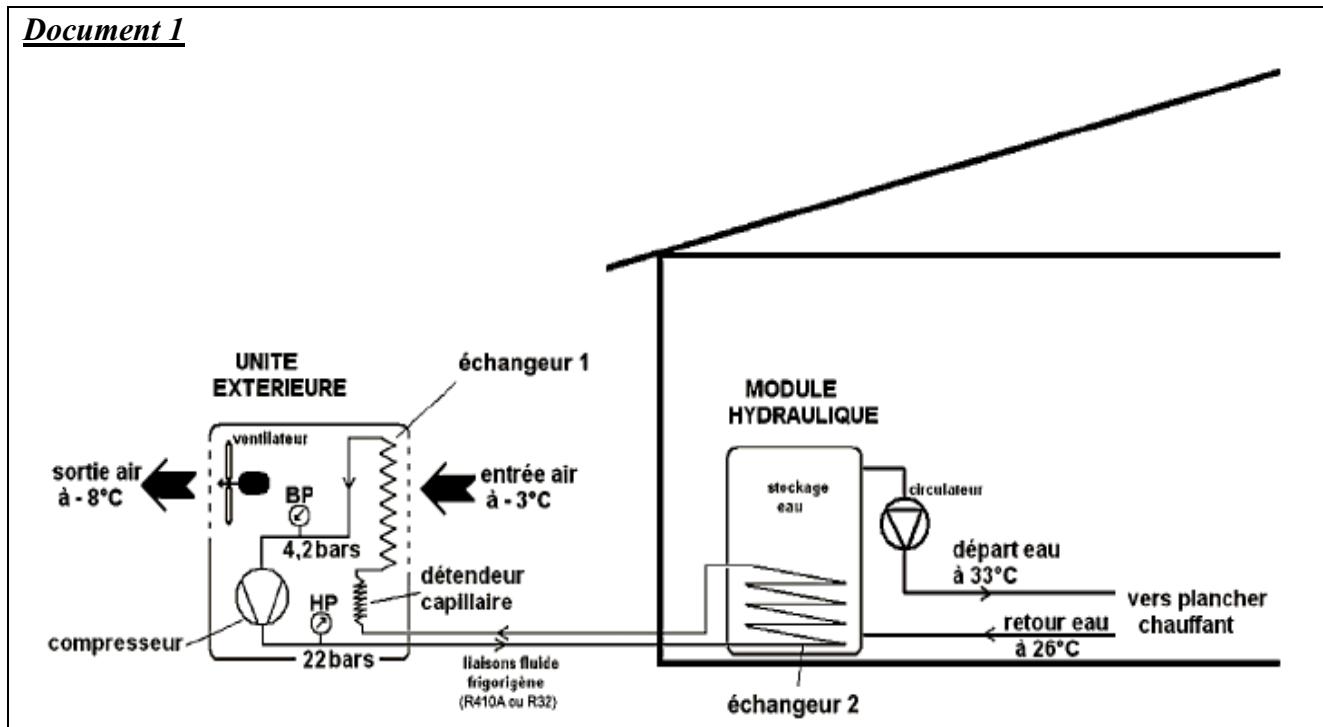 Document 1
UNITE
EXTERIEURE
échangeur 1
ventilateur
sortie air
à - 8°C
entrée air
à - 3°C
BP
4,2 bars
HP
détendeur
capillaire
compresseur
22 bars
liaisons fluide
frigorigène
(R410A ou R32)
MODULE
HYDRAULIQUE
stockage
eau
circulateur
départ eau
à 33°C
vers plancher
chauffant
retour eau
à 26°C
échangeur 2